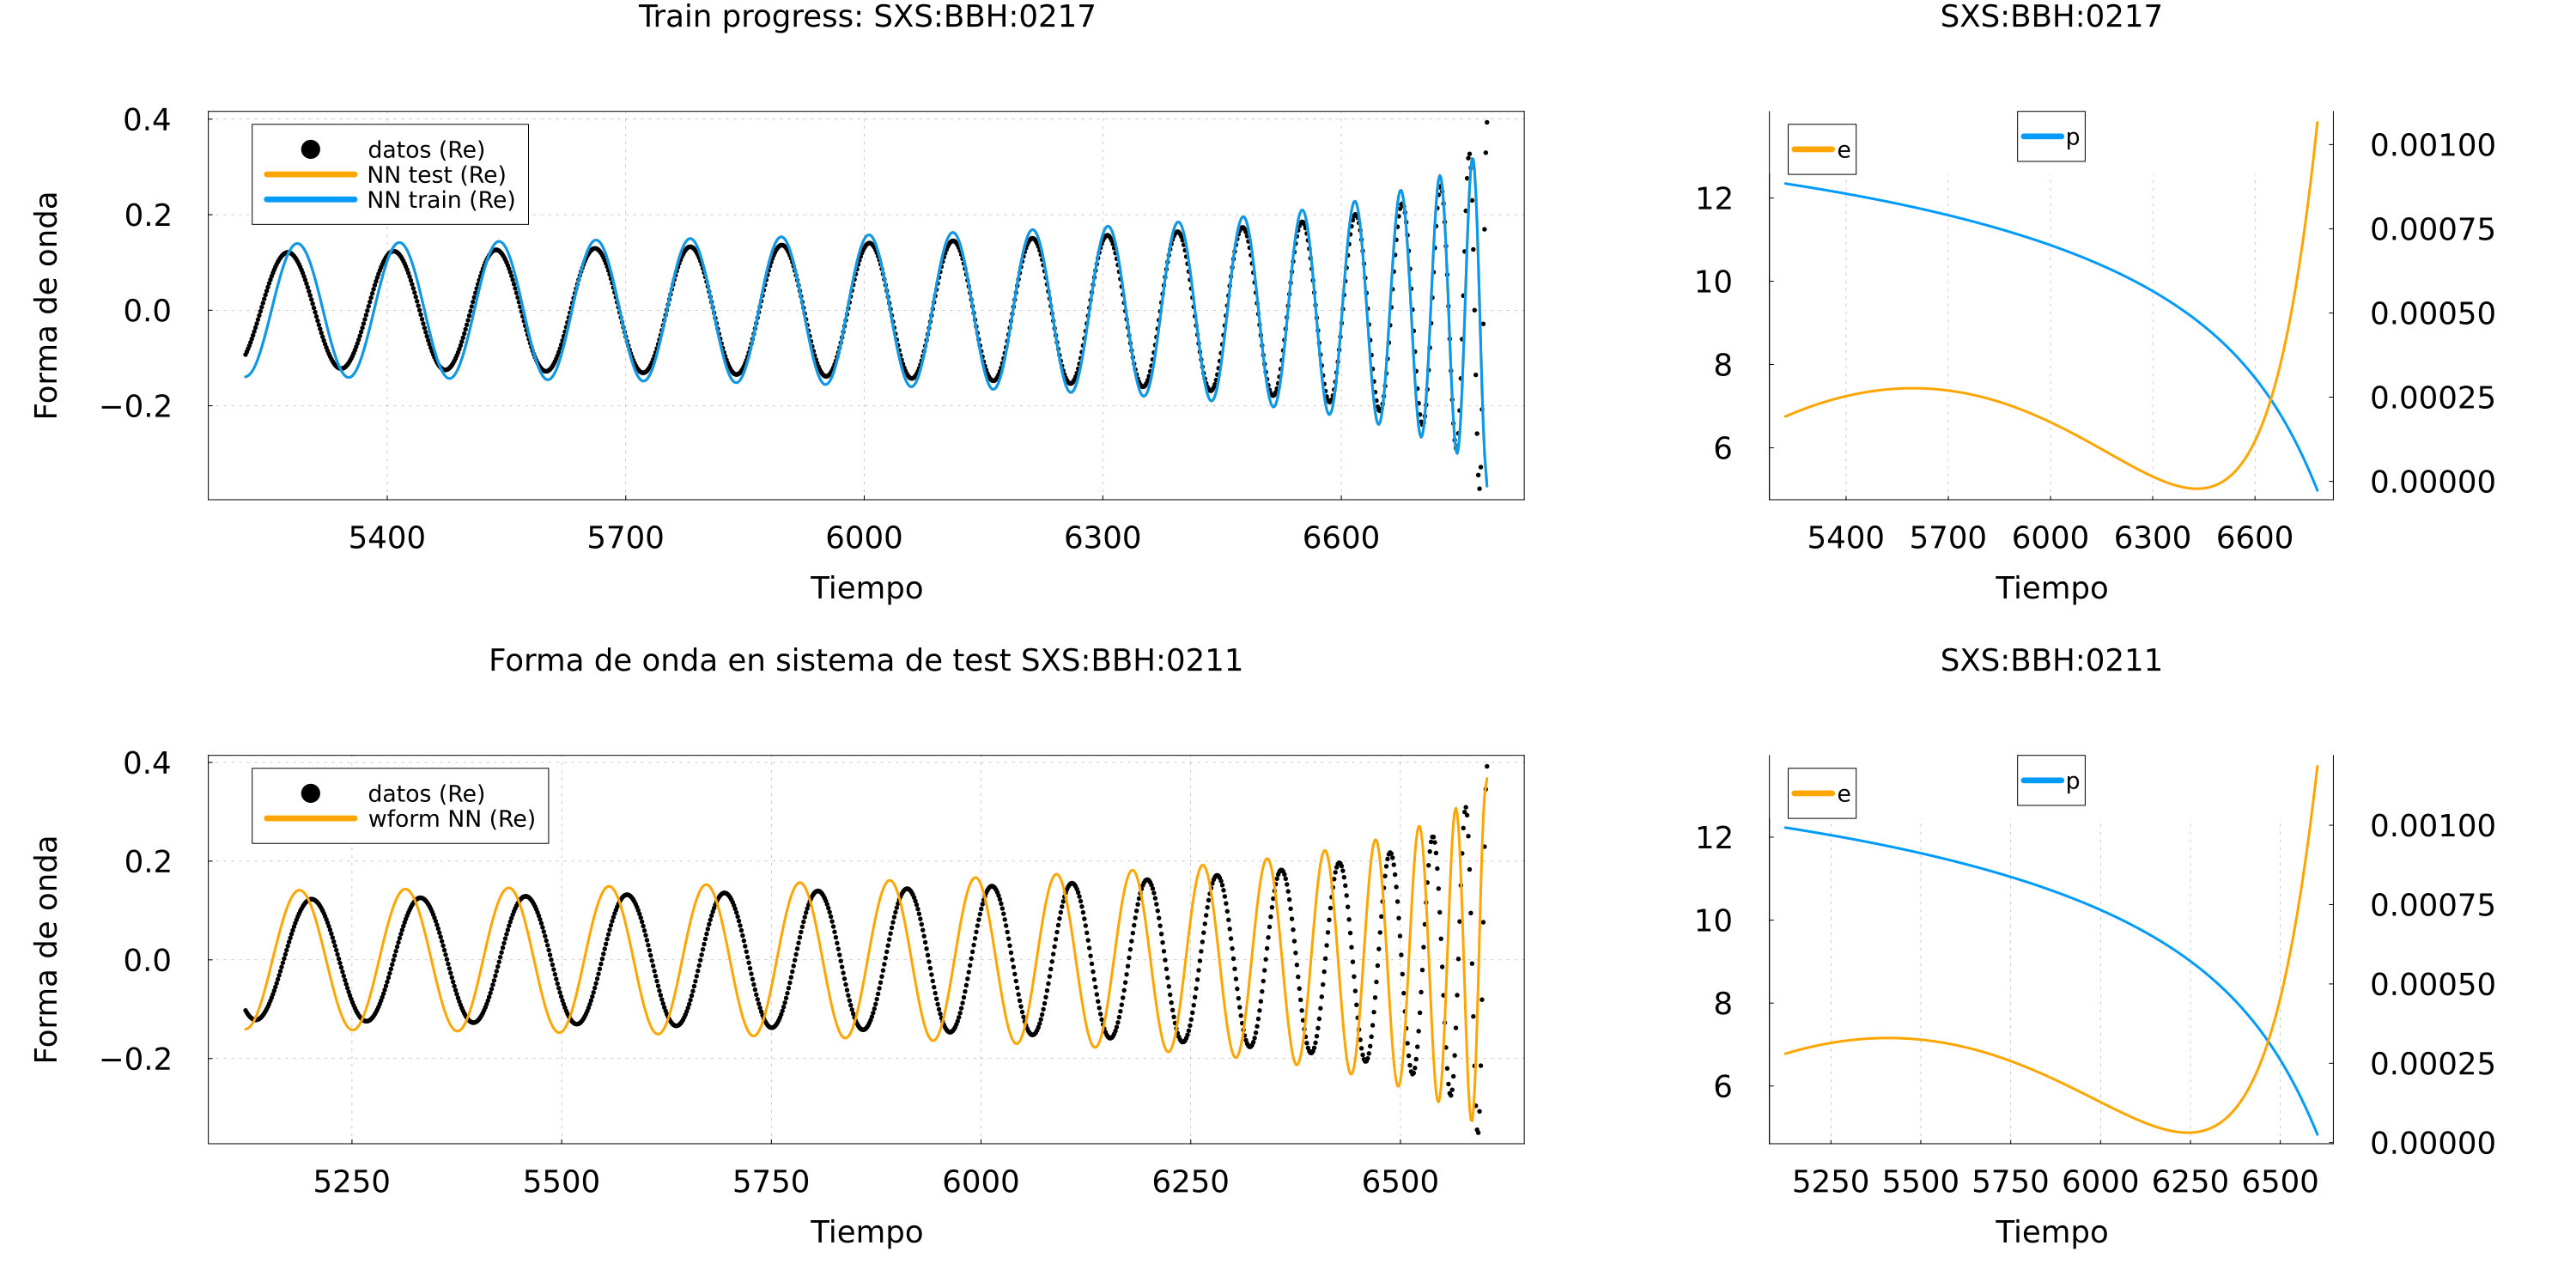 Train progress: SXS:BBH:0217
Forma de onda
0.4
0.2
0.0
−0.2
datos (Re)
NN test (Re)
NN train (Re)
5400 5700 6000 6300 6600
Tiempo
SXS:BBH:0217
12
10
8
6
e
p
0.00100
0.00075
0.00050
0.00025
0.00000
5400 5700 6000 6300 6600
Tiempo
Forma de onda en sistema de test SXS:BBH:0211
Forma de onda
0.4
0.2
0.0
−0.2
datos (Re)
wform NN (Re)
5250 5500 5750 6000 6250 6500
Tiempo
SXS:BBH:0211
12
10
8
6
e
p
0.00100
0.00075
0.00050
0.00025
0.00000
5250 5500 5750 6000 6250 6500
Tiempo